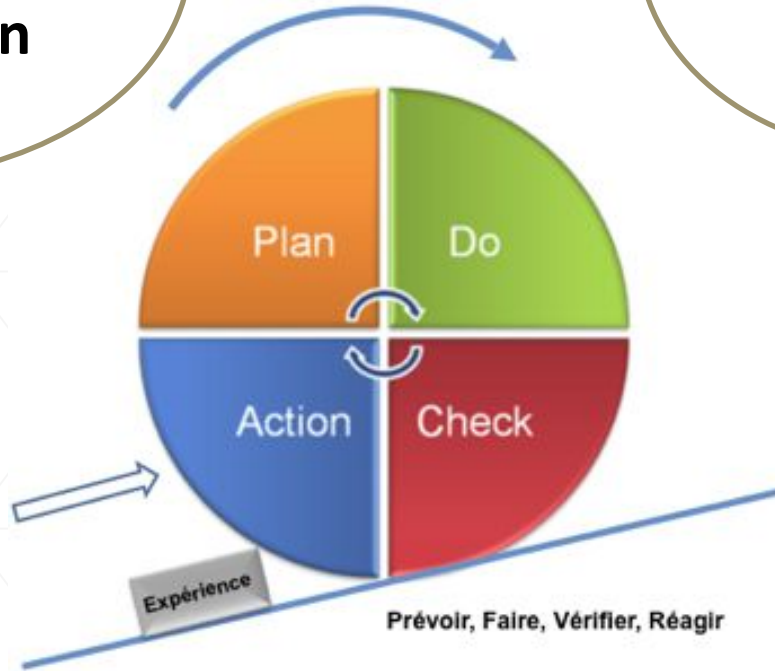 n
Plan
Do
Action
Check
Expérience
Prévoir, Faire, Vérifier, Réagir